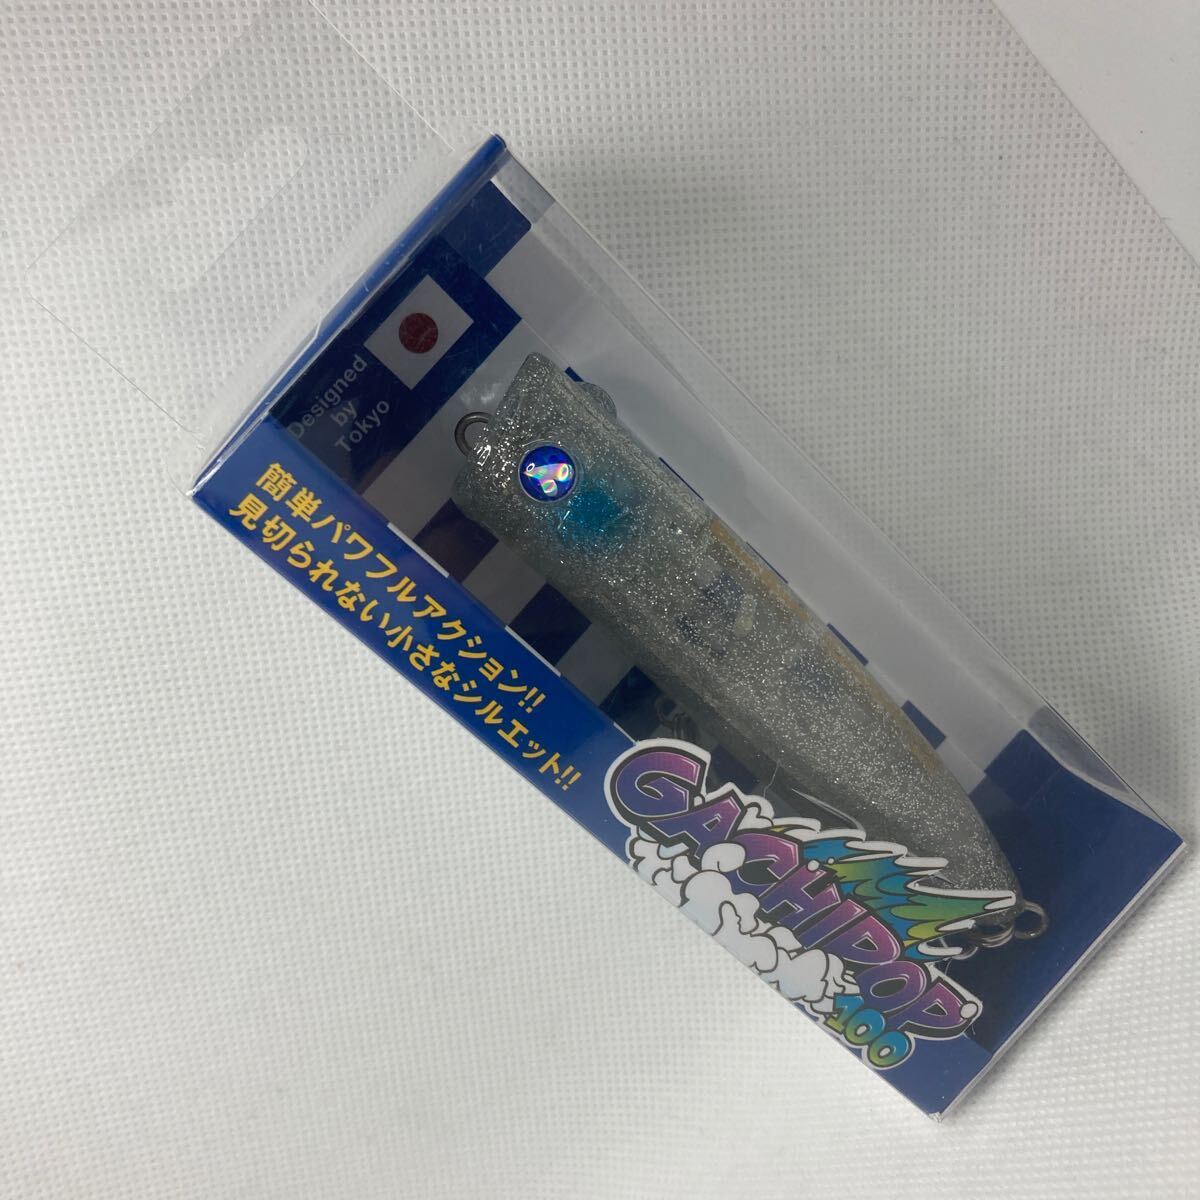 Designed
by
Tokyo
簡単パワフルアクション!!
見切られない小さなシルエット!!
GACHIPOP
100